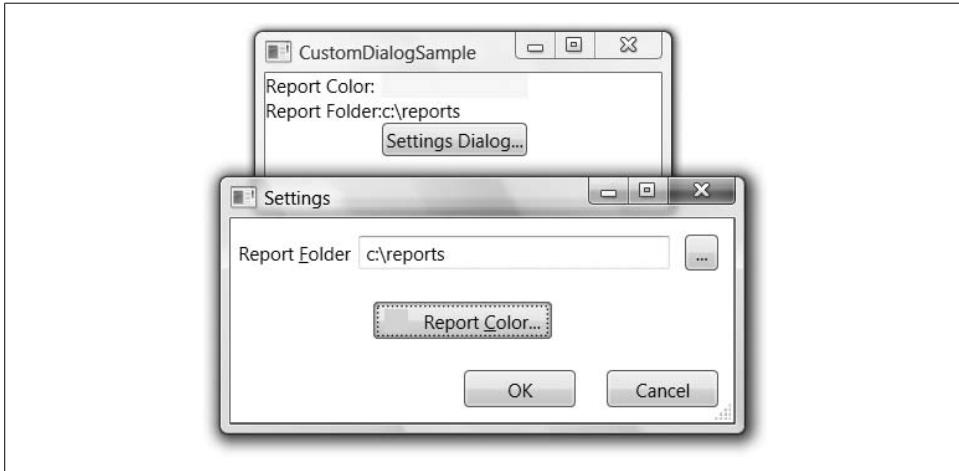 CustomDialogSample
Report Color:
Report Folder:c:\reports
Settings Dialog...
Settings
Report Folder c:\reports ...
Report Color...
OK Cancel